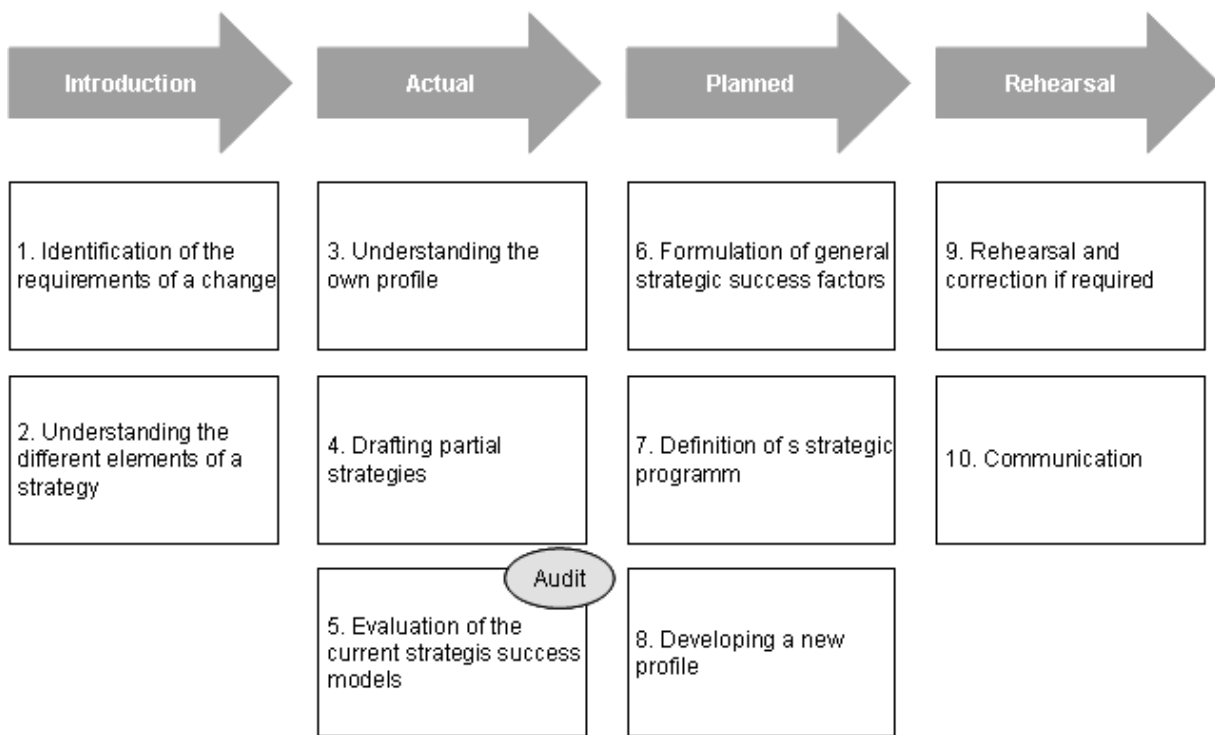 Introduction
Actual
Planned
Rehearsal
1. Identification of the
requirements of a change
3. Understanding the
own profile
6. Formulation of general
strategic success factors
9. Rehearsal and
correction if required
2. Understanding the
different elements of a
strategy
4. Drafting partial
strategies
7. Definition of s strategic
programm
10. Communication
Audit
5. Evaluation of the
current strategis success
models
8. Developing a new
profile